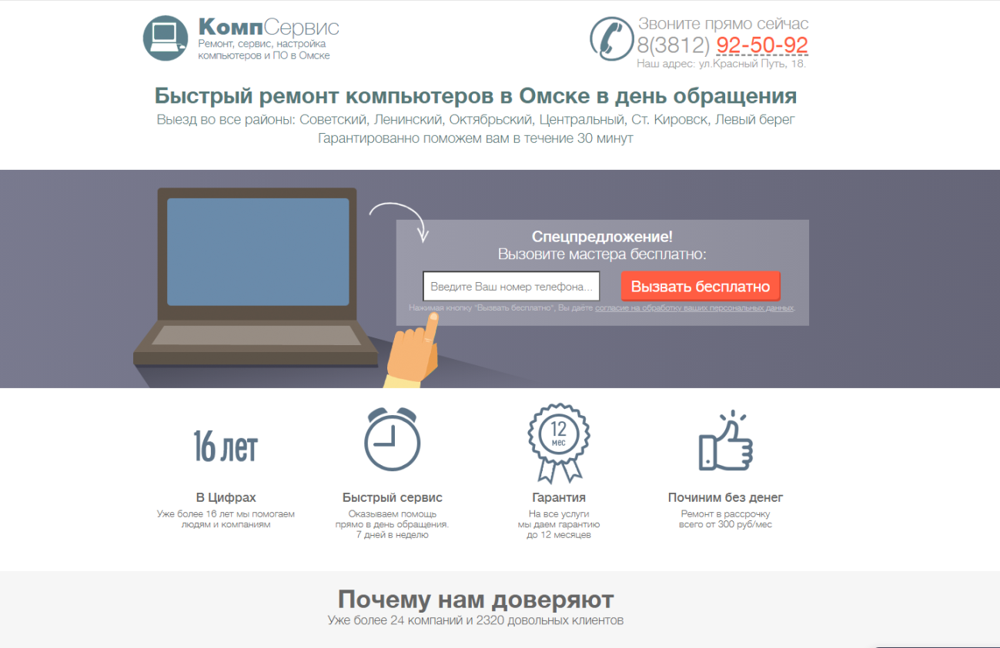 КомпСервис
Ремонт, сервис, настройка
компьютеров и ПО в Омске
Звоните прямо сейчас
8(3812) 92-50-92
Наш адрес: ул.Красный Путь, 18.
Быстрый ремонт компьютеров в Омске в день обращения
Выезд во все районы: Советский, Ленинский, Октябрьский, Центральный, Ст. Кировск, Левый берег
Гарантированно поможем вам в течение 30 минут
Спецпредложение!
Вызовите мастера бесплатно:
Введите Ваш номер телефона...
Вызвать бесплатно
Нажимая кнопку "Вызвать бесплатно", Вы даёте согласие на обработку ваших персональных данных.
16 лет
В Цифрах
Уже более 16 лет мы помогаем
людям и компаниям
Быстрый сервис
Оказываем помощь
прямо в день обращения.
7 дней в неделю
12
мес
Гарантия
На все услуги
мы даем гарантию
до 12 месяцев
Починим без денег
Ремонт в рассрочку
всего от 300 руб/мес
Почему нам доверяют
Уже более 24 компаний и 2320 довольных клиентов